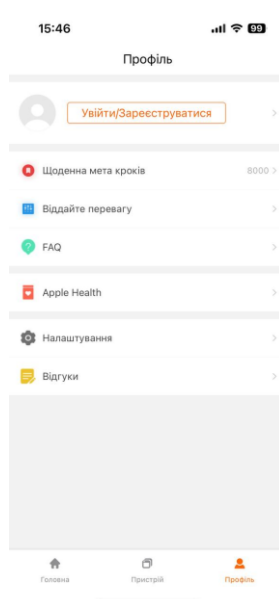 15:46
99
Профіль
Увійти/Зареєструватися
Щоденна мета кроків 8000
Віддайте перевагу
FAQ
Apple Health
Налаштування
Відгуки
Головна Пристрій Профіль